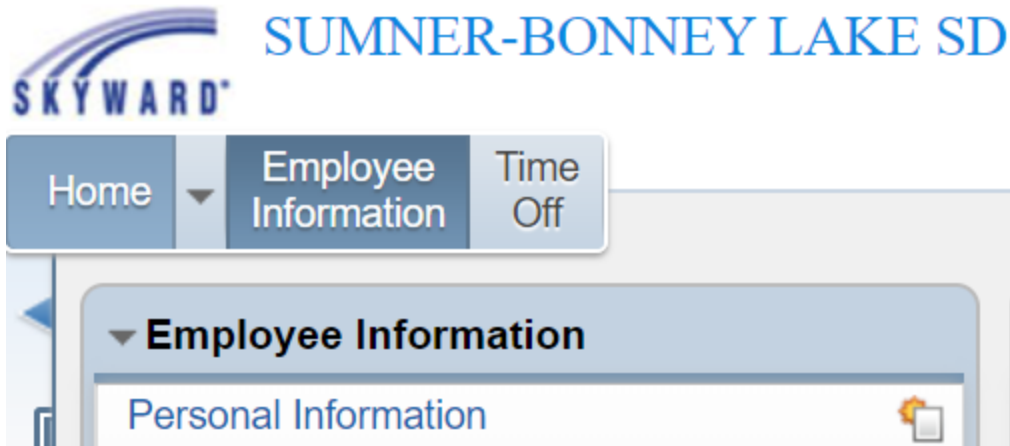 SUMNER-BONNEY LAKE SD
SKYWARD
Home
Employee
Information
Time
Off
Employee Information
Personal Information